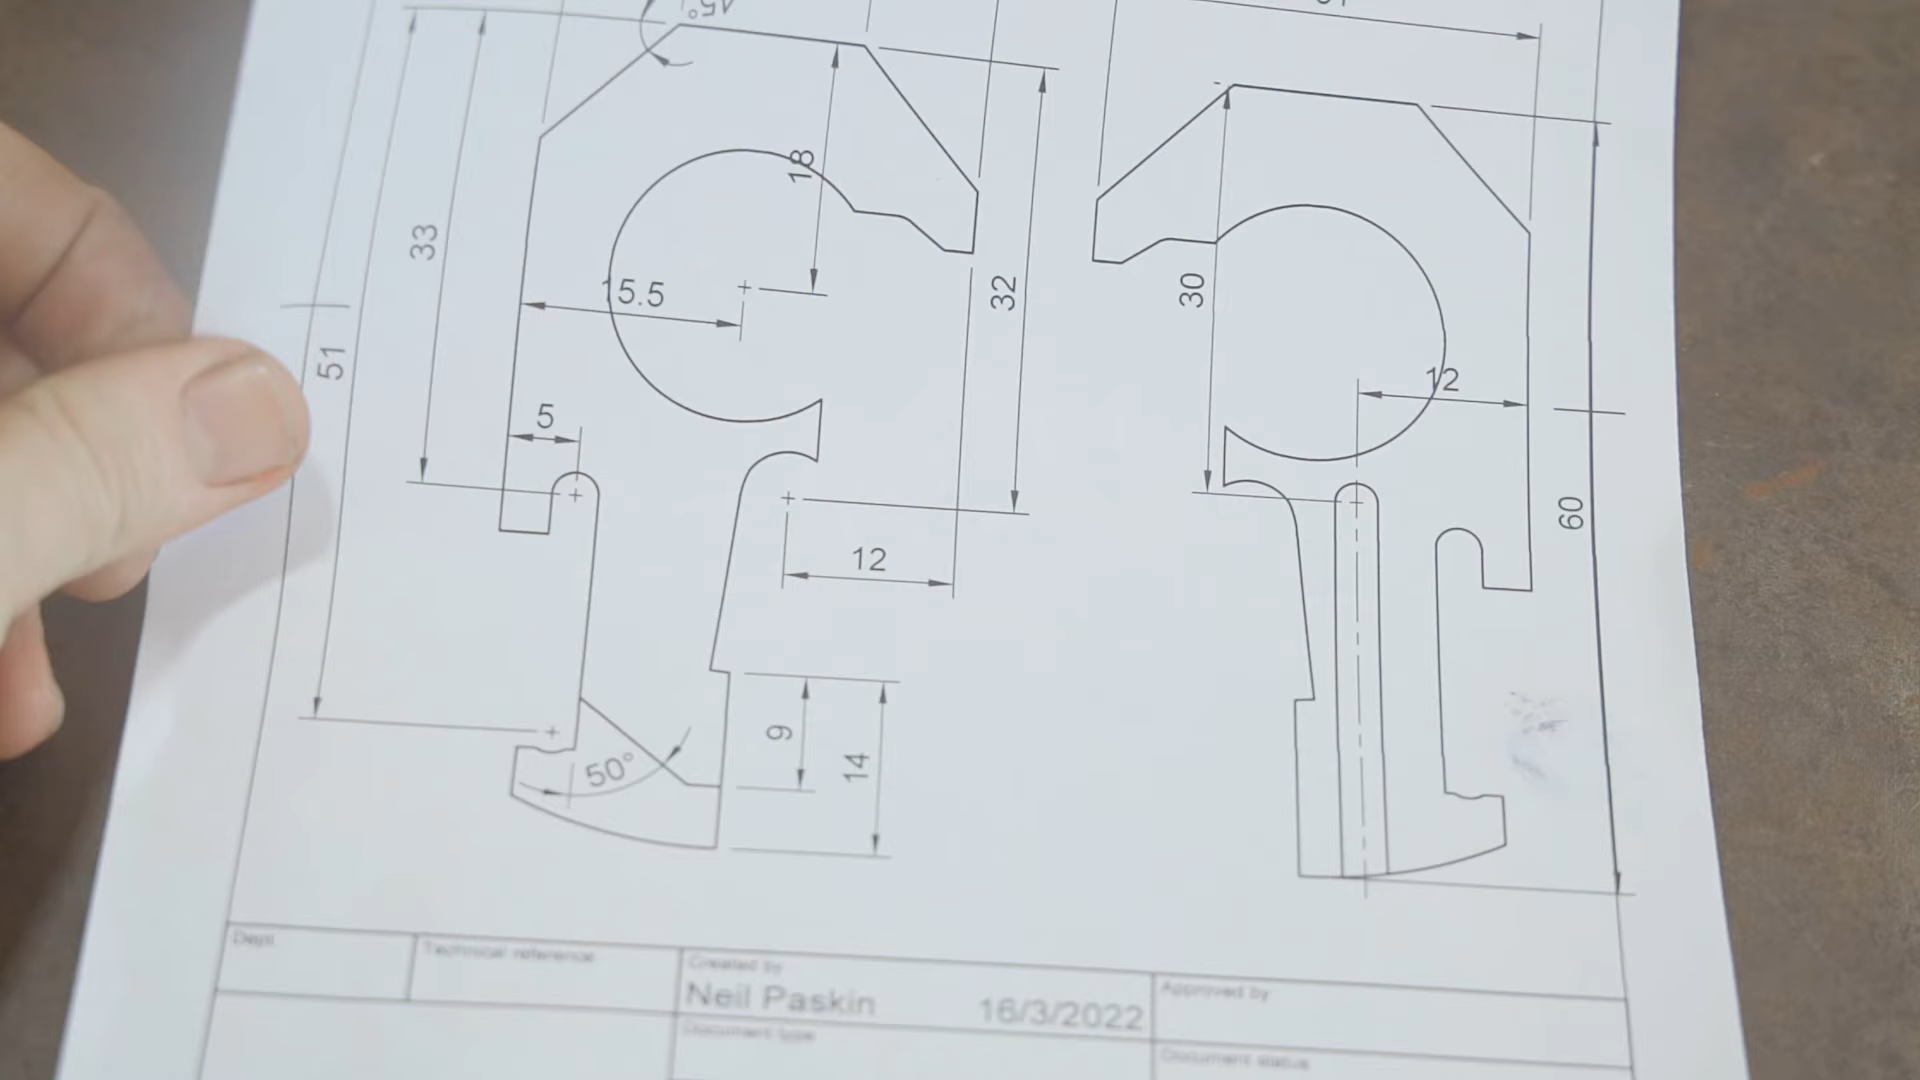 45°
18
33
15.5
32
30
51
12
5
60
12
9
14
50°
Dept.
Technical reference
Created by
Approved by
Neil Paskin 16/3/2022
Document type
Document status